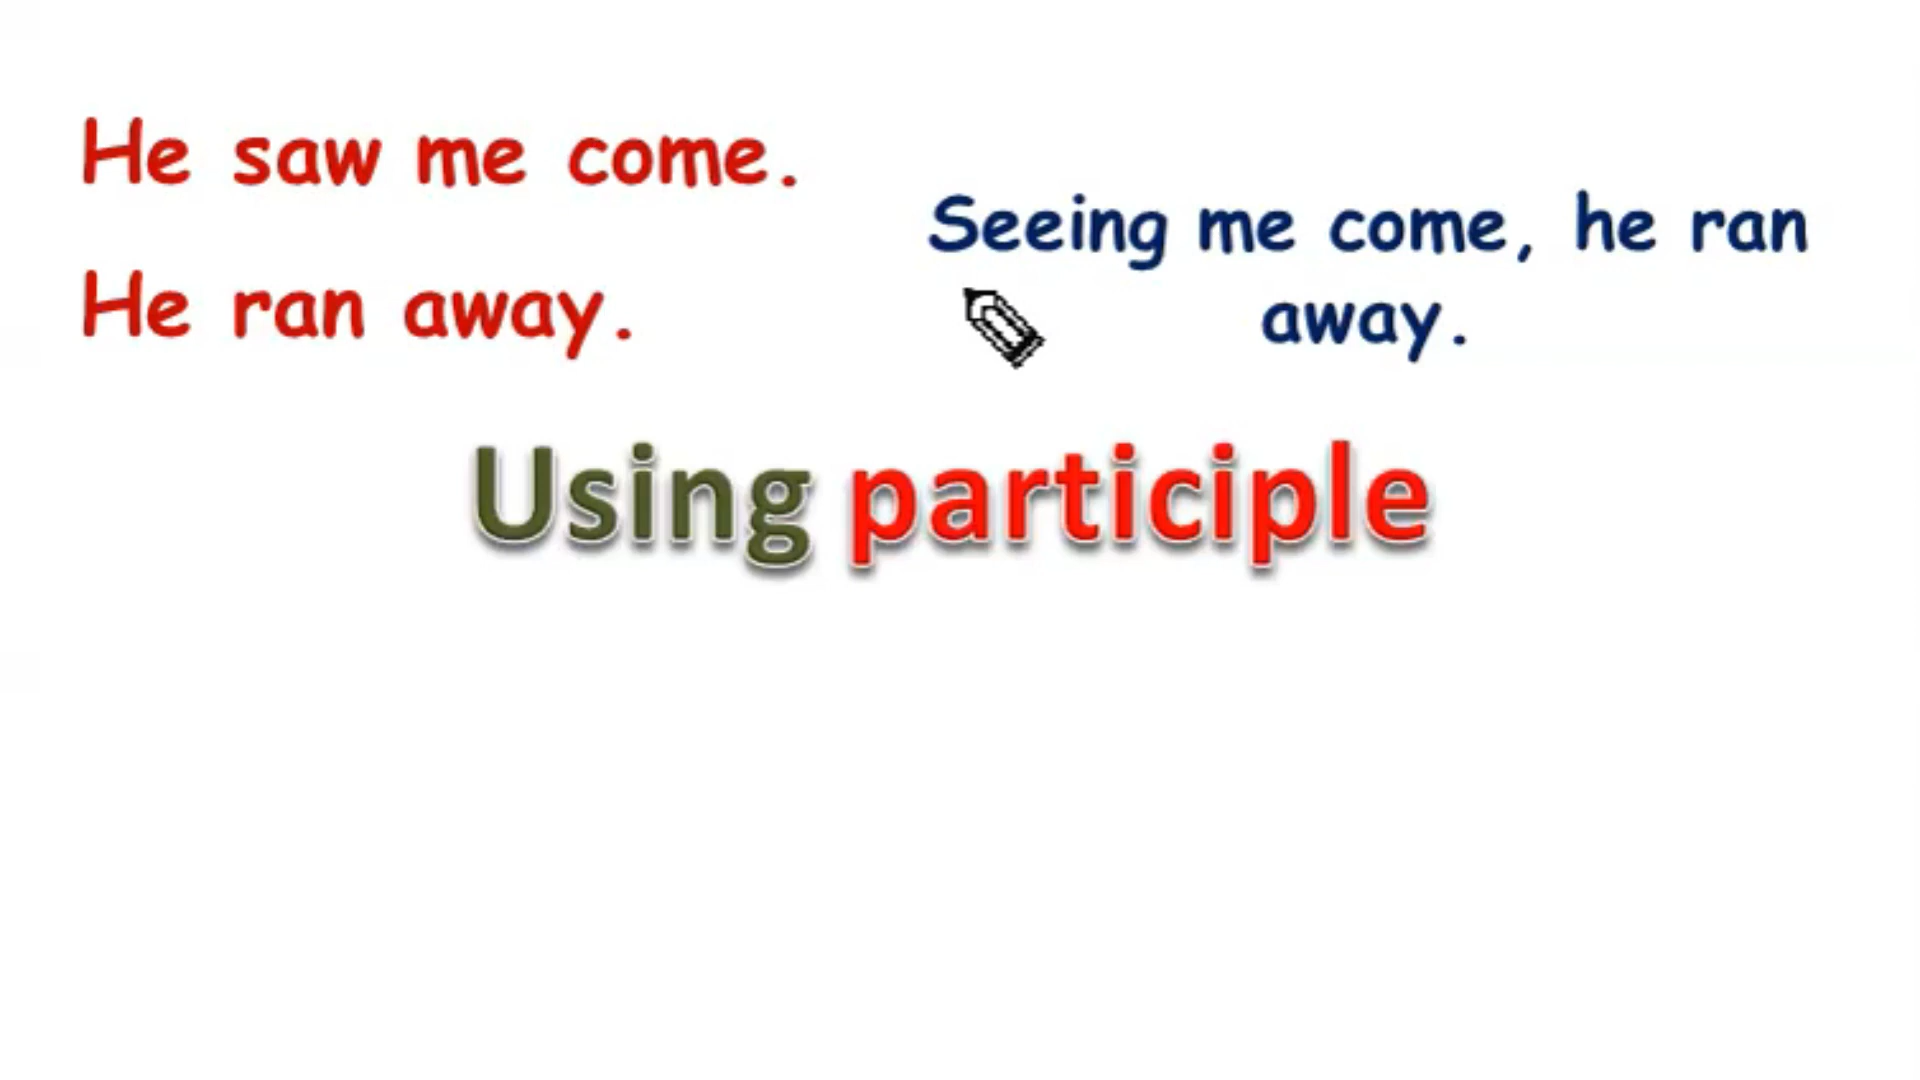 He saw me come.
He ran away.
Seeing me come, he ran
away.
Using participle